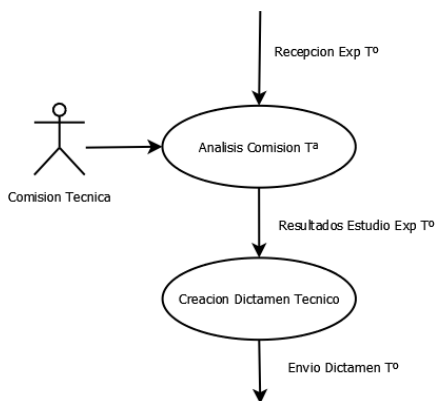 Recepcion Exp Tº
Analisis Comision Tª
Comision Tecnica
Resultados Estudio Exp Tº
Creacion Dictamen Tecnico
Envio Dictamen Tº